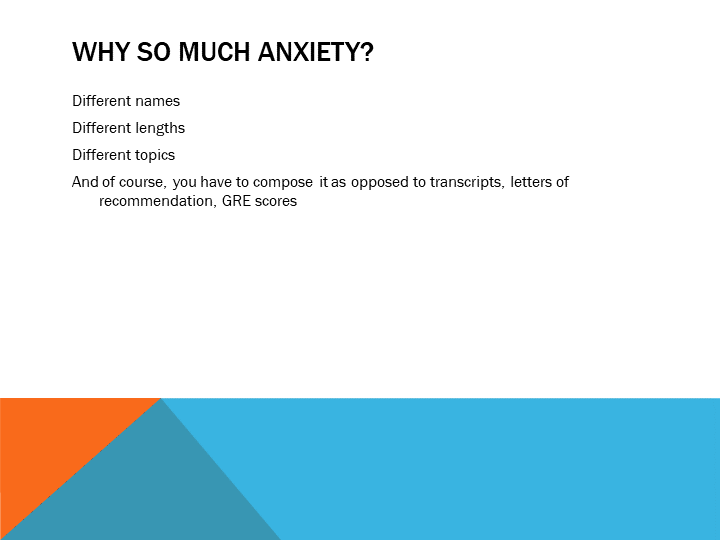 WHY SO MUCH ANXIETY?
Different names
Different lengths
Different topics
And of course, you have to compose it as opposed to transcripts, letters of
recommendation, GRE scores